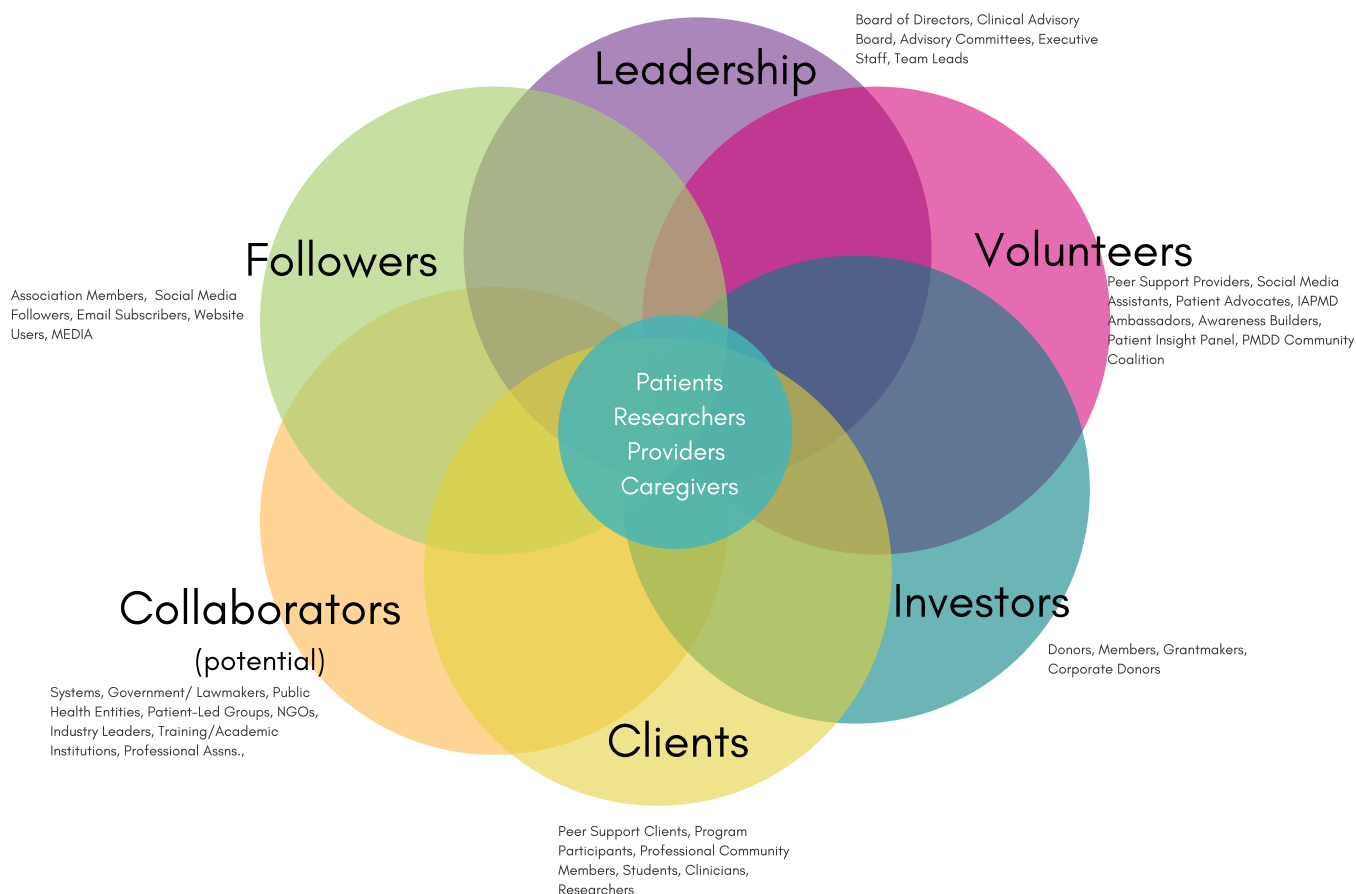 Leadership
Board of Directors, Clinical Advisory
Board, Advisory Committees, Executive
Staff, Team Leads
Volunteers
Peer Support Providers, Social Media
Assistants, Patient Advocates, IAPMD
Ambassadors, Awareness Builders,
Patient Insight Panel, PMDD Community
Coalition
Followers
Association Members,  Social Media
Followers, Email Subscribers, Website
Users, MEDIA
Patients
Researchers
Providers
Caregivers
Collaborators
(potential)
Systems, Government/ Lawmakers, Public
Health Entities, Patient-Led Groups, NGOs,
Industry Leaders, Training/Academic
Institutions, Professional Assns.,
Investors
Donors, Members, Grantmakers,
Corporate Donors
Clients
Peer Support Clients, Program
Participants, Professional Community
Members, Students, Clinicians,
Researchers